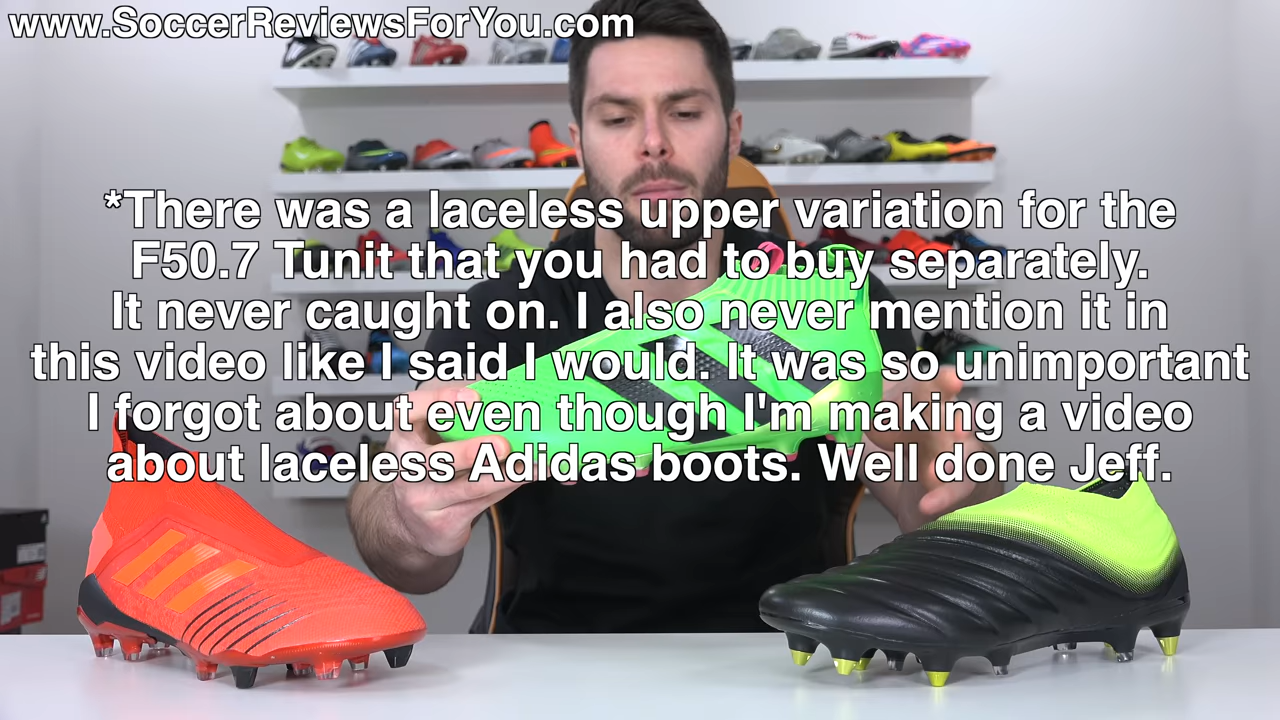 www.SoccerReviewsForYou.com
*There was a laceless upper variation for the
F50.7 Tunit that you had to buy separately.
It never caught on. I also never mention it in
this video like I said I would. It was so unimportant
I forgot about even though I'm making a video
about laceless Adidas boots. Well done Jeff.